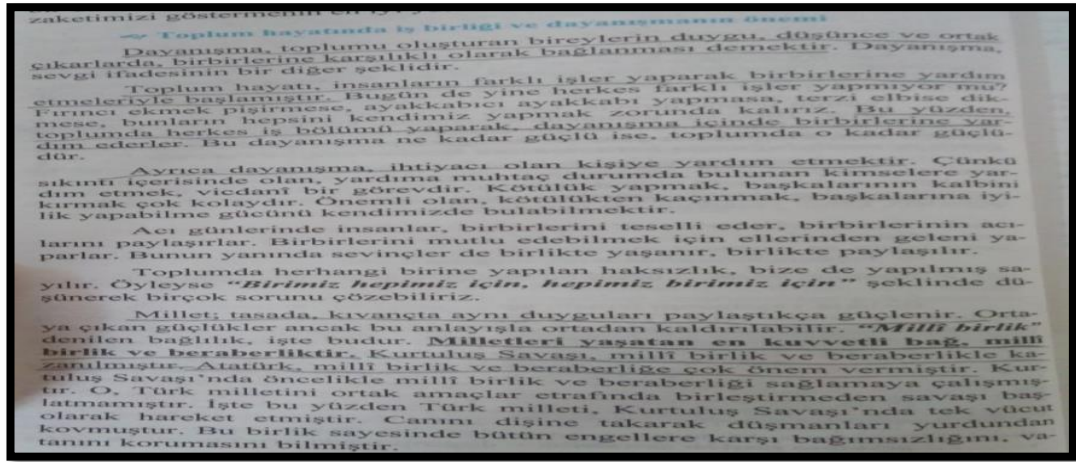 zaketimizi göstermenin en iyi
Toplum hayatında iş birliği ve dayanışmanın önemi
Dayanışma, toplumu oluşturan bireylerin duygu, düşünce ve ortak
çıkarlarda, birbirlerine karşılıklı olarak bağlanması demektir. Dayanışma,
sevgi ifadesinin bir diğer şeklidir.
Toplum hayatı, insanların farklı işler yaparak birbirlerine yardım
etmeleriyle başlamıştır. Bugün de yine herkes farklı işler yapmıyor mu?
Fırıncı ekmek pişirmese, ayakkabıcı ayakkabı yapmasa, terzi elbise dik-
mese, bunların hepsini kendimiz yapmak zorunda kalırız. Bu yüzden,
toplumda herkes iş bölümü yaparak, dayanışma içinde birbirlerine yar-
dım ederler. Bu dayanışma ne kadar güçlü ise, toplumda o kadar güçlü-
dür.
Ayrıca dayanışma, ihtiyacı olan kişiye yardım etmektir. Çünkü
sıkıntı içerisinde olan, yardıma muhtaç durumda bulunan kimselere yar-
dım etmek, vicdanî bir görevdir. Kötülük yapmak, başkalarının kalbini
kırmak çok kolaydır. Önemli olan, kötülükten kaçınmak, başkalarına iyi-
lik yapabilme gücünü kendimizde bulabilmektir.
Acı günlerinde insanlar, birbirlerini teselli eder, birbirlerinin acı-
larını paylaşırlar. Birbirlerini mutlu edebilmek için ellerinden geleni ya-
parlar. Bunun yanında sevinçler de birlikte yaşanır, birlikte paylaşılır.
Toplumda herhangi birine yapılan haksızlık, bize de yapılmış sa-
yılır. Öyleyse “Birimiz hepimiz için, hepimiz birimiz için” şeklinde dü-
şünerek birçok sorunu çözebiliriz.
Millet; tasada, kıvançta aynı duyguları paylaştıkça güçlenir. Orta-
ya çıkan güçlükler ancak bu anlayışla ortadan kaldırılabilir. “Millî birlik”
denilen bağlılık, işte budur. Milletleri yaşatan en kuvvetli bağ, millî
birlik ve beraberliktir. Kurtuluş Savaşı, millî birlik ve beraberlikle ka-
zanılmıştır. Atatürk, millî birlik ve beraberliğe çok önem vermiştir. Kur-
tuluş Savaşı’nda öncelikle millî birlik ve beraberliği sağlamaya çalışmış-
tır. O, Türk milletini ortak amaçlar etrafında birleştirmeden savaşı baş-
latmamıştır. İşte bu yüzden Türk milleti, Kurtuluş Savaşı’nda tek vücut
olarak hareket etmiştir. Canını dişine takarak düşmanları yurdundan
kovmuştur. Bu birlik sayesinde bütün engellere karşı bağımsızlığını, va-
tanını korumasını bilmiştir.